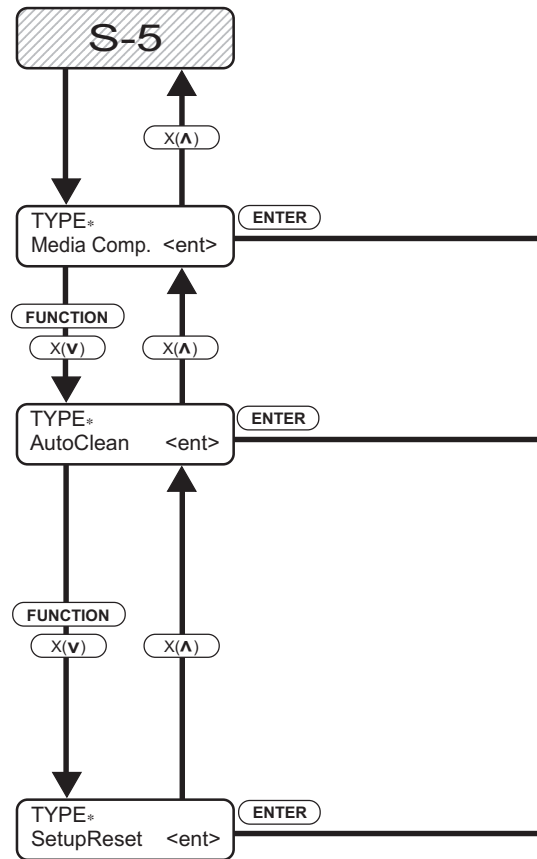 S-5
X(∧)
TYPE*
Media Comp. <ent>
ENTER
FUNCTION
X(∨)
X(∧)
TYPE*
AutoClean <ent>
ENTER
FUNCTION
X(∨)
X(∧)
TYPE*
SetupReset <ent>
ENTER